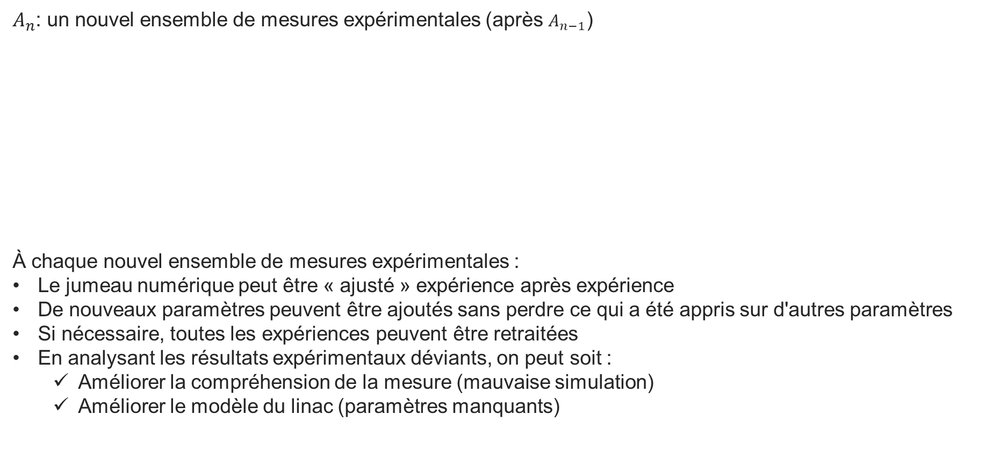 Aₙ: un nouvel ensemble de mesures expérimentales (après Aₙ₋₁)
À chaque nouvel ensemble de mesures expérimentales :
• Le jumeau numérique peut être « ajusté » expérience après expérience
• De nouveaux paramètres peuvent être ajoutés sans perdre ce qui a été appris sur d'autres paramètres
• Si nécessaire, toutes les expériences peuvent être retraitées
• En analysant les résultats expérimentaux déviants, on peut soit :
✓ Améliorer la compréhension de la mesure (mauvaise simulation)
✓ Améliorer le modèle du linac (paramètres manquants)